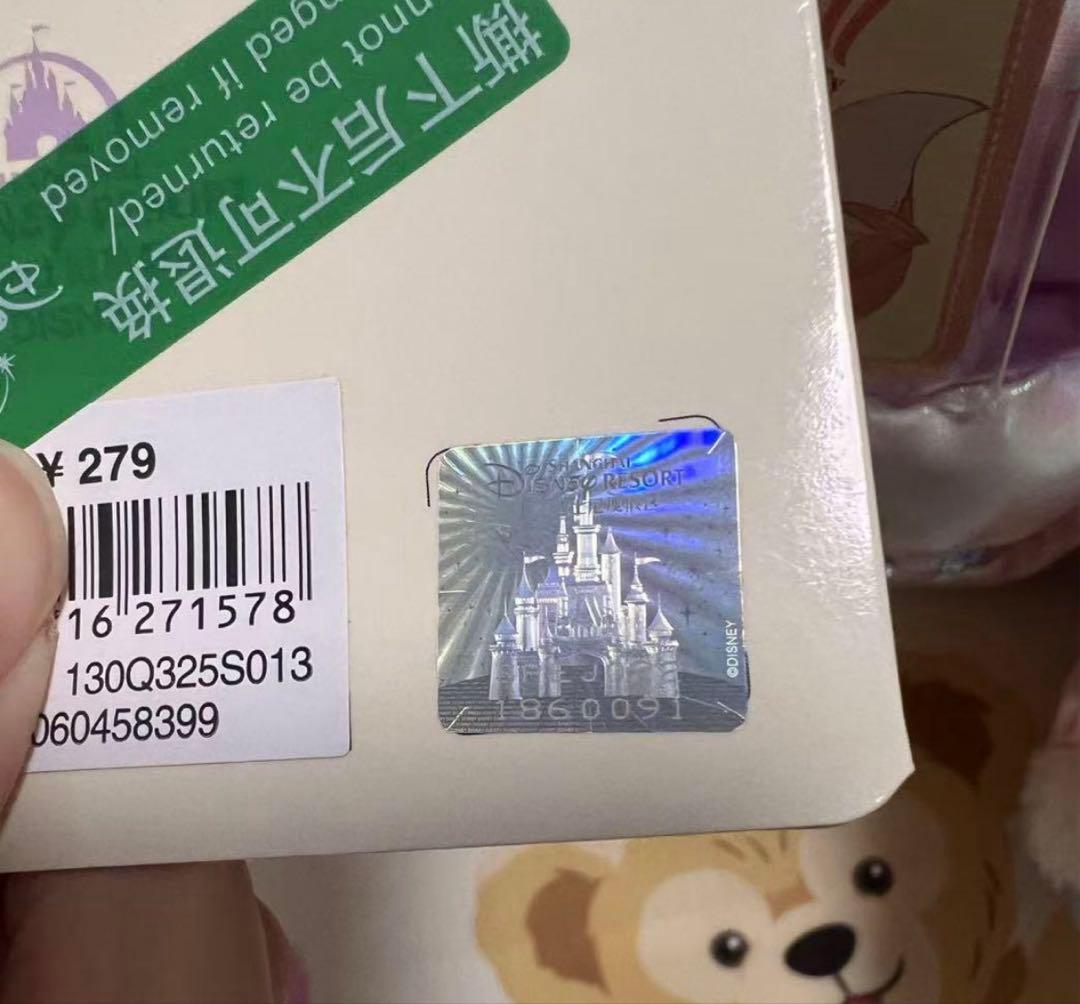 撕下后不可退换
nnot be returned/
nged if removed
¥ 279
16 271578
130Q325S013
060458399
SHANGHAI
DISNEY RESORT
1860091
©DISNEY